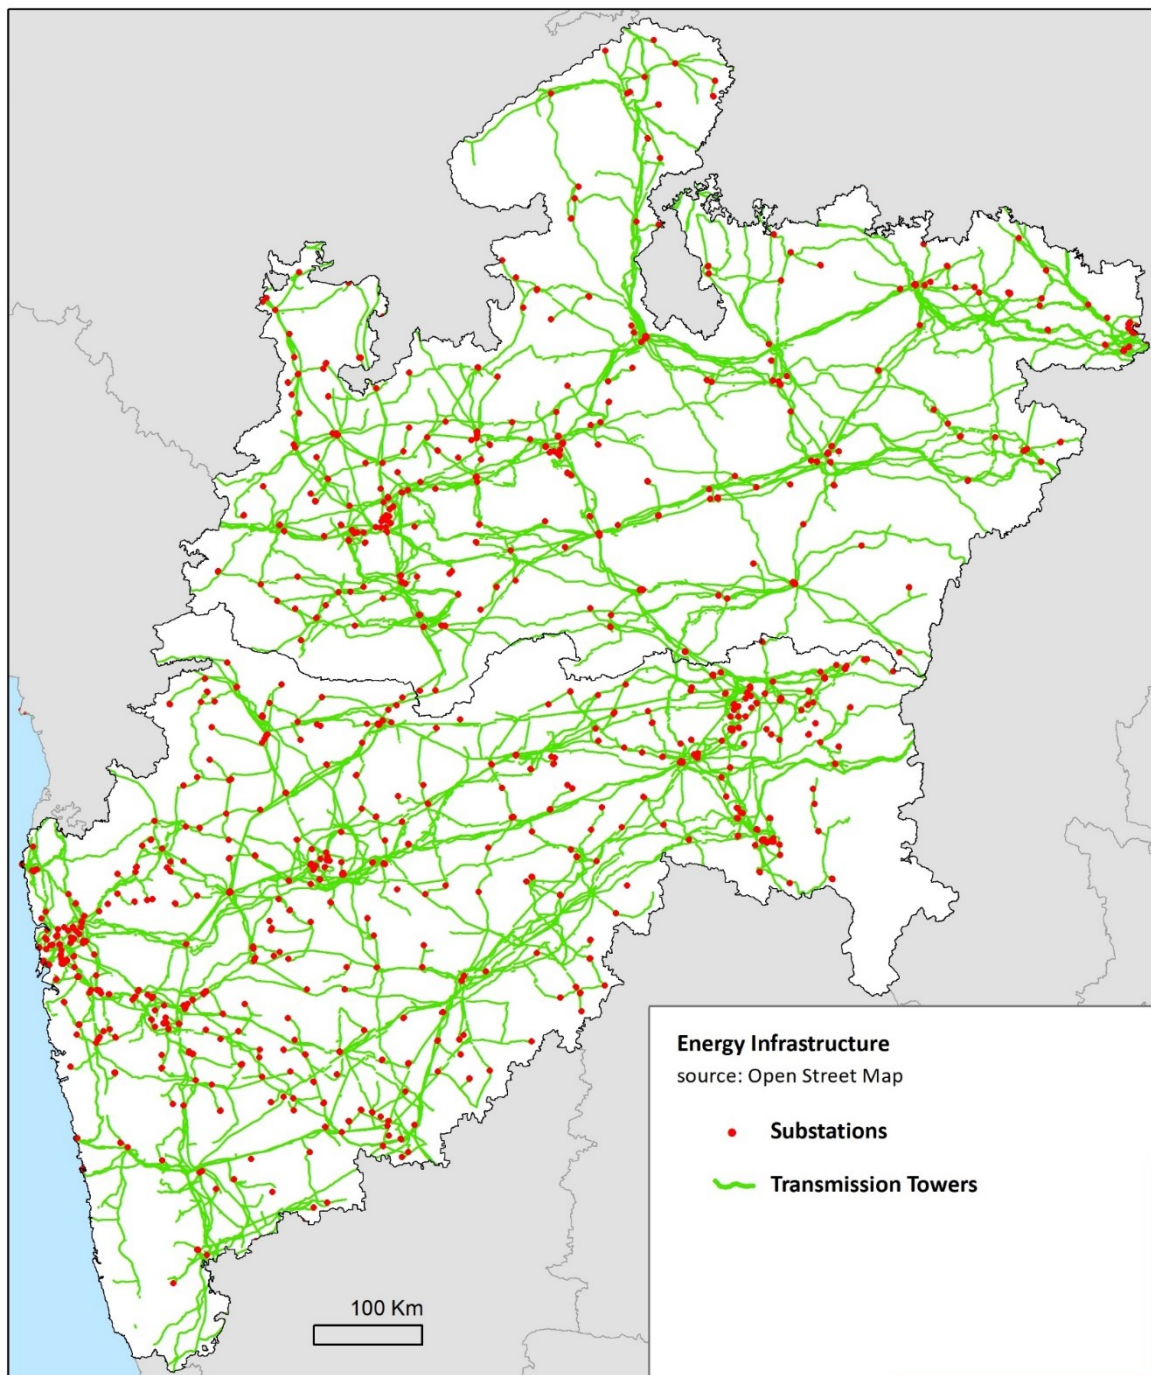 100 Km
Energy Infrastructure
source: Open Street Map
Substations
Transmission Towers